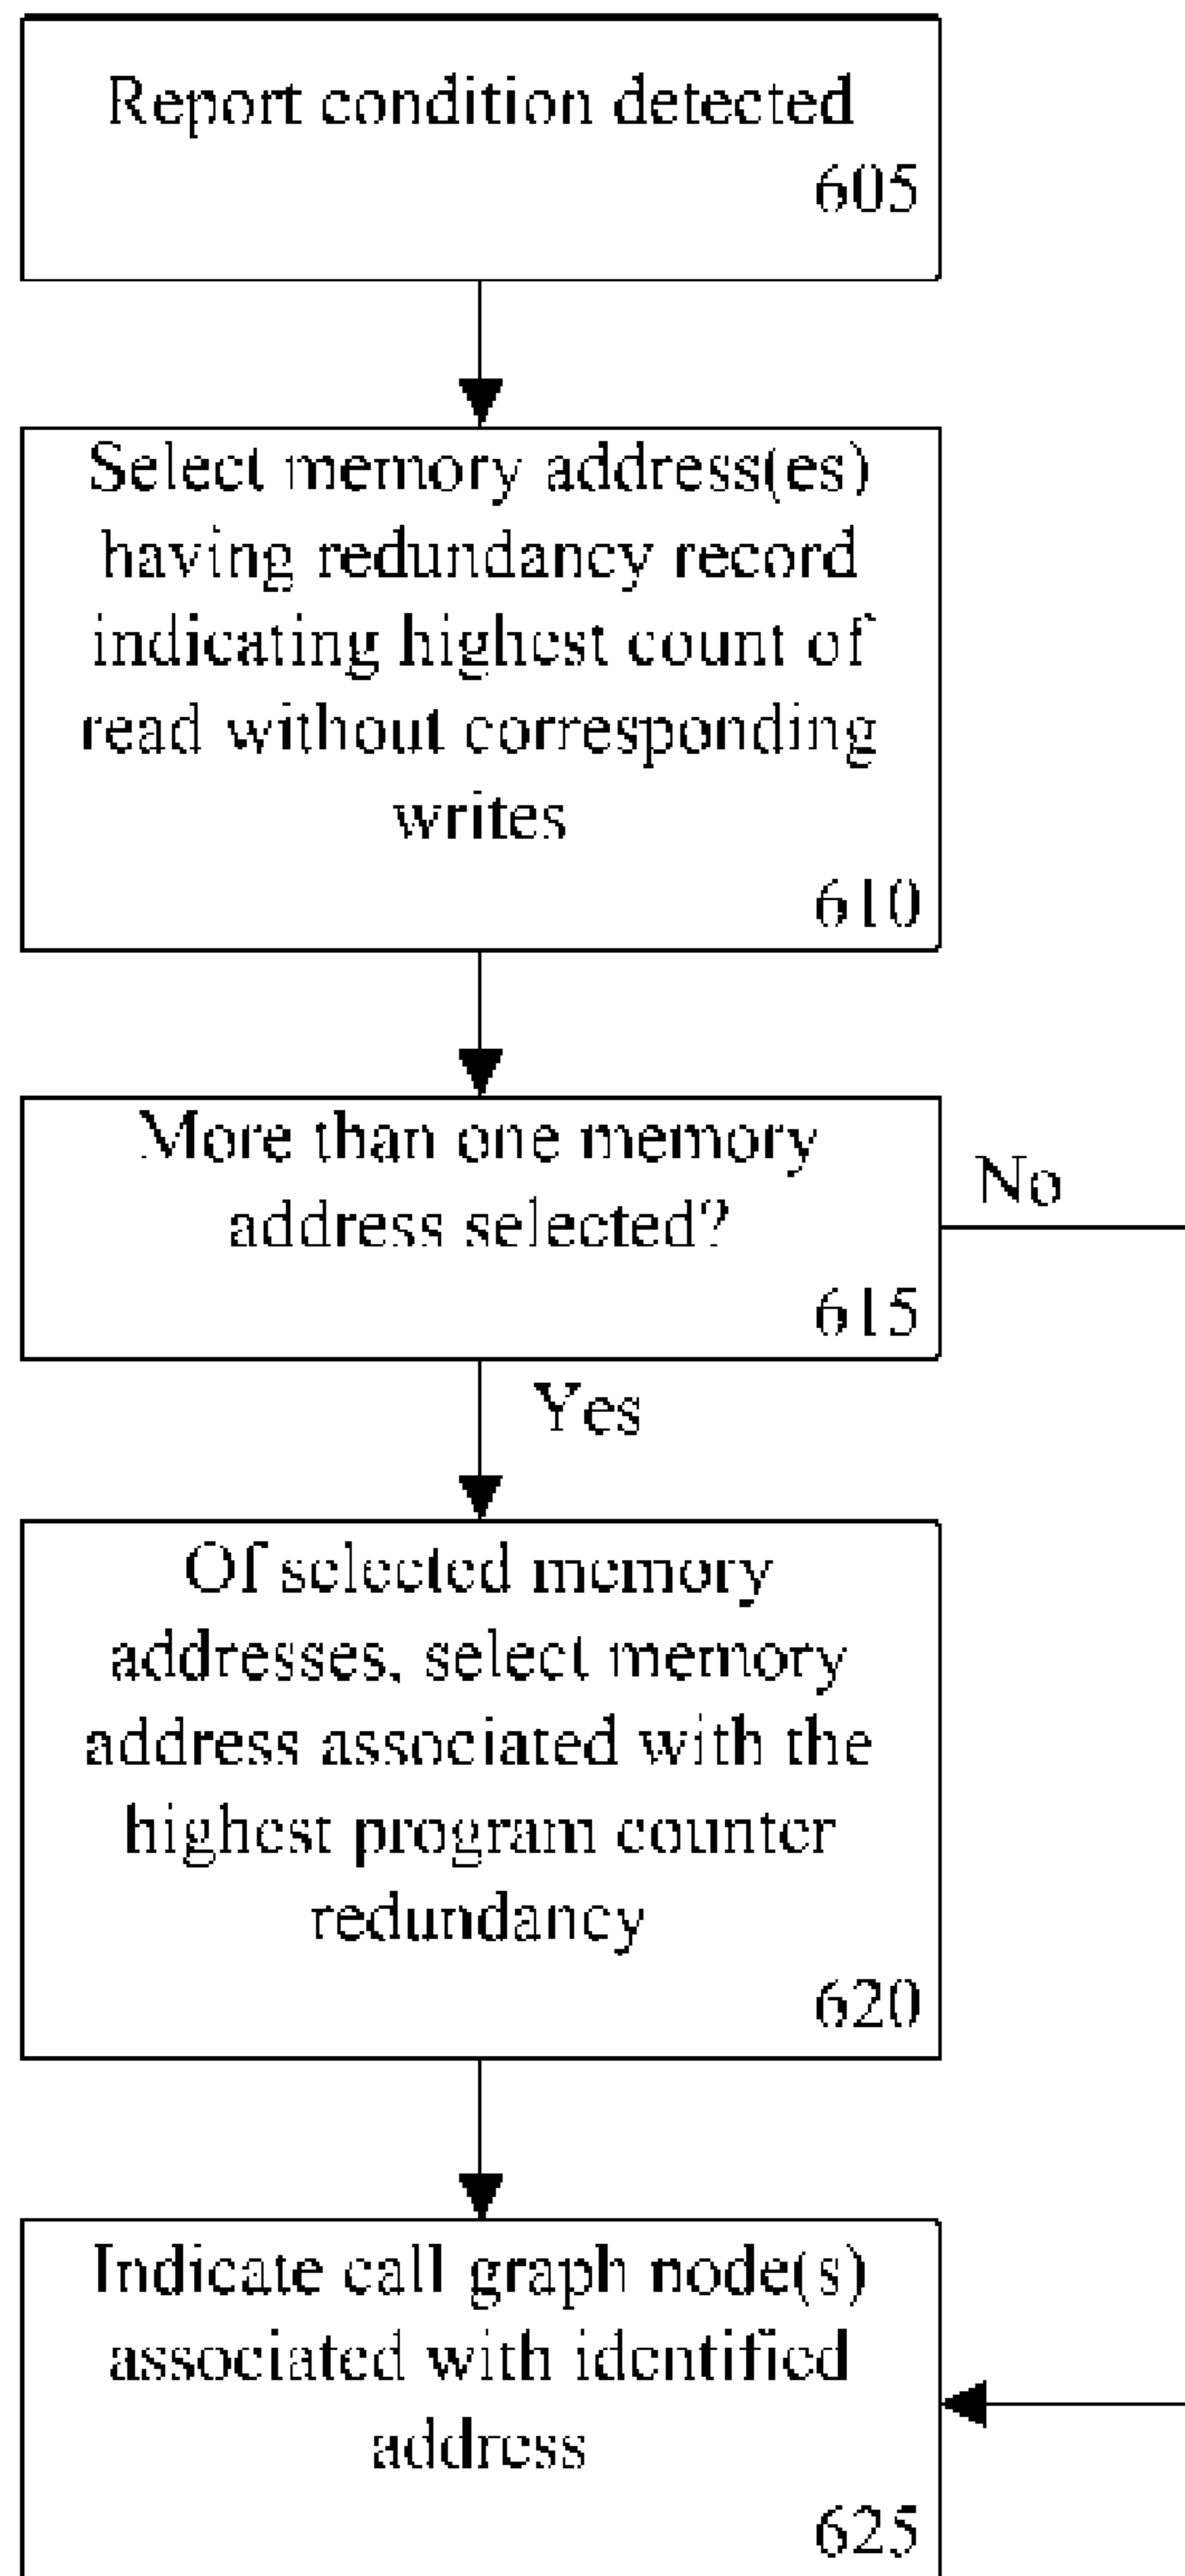 Report condition detected
605
Select memory address(es)
having redundancy record
indicating highest count of
read without corresponding
writes
610
More than one memory
address selected?
615
No
Yes
Of selected memory
addresses, select memory
address associated with the
highest program counter
redundancy
620
Indicate call graph node(s)
associated with identified
address
625